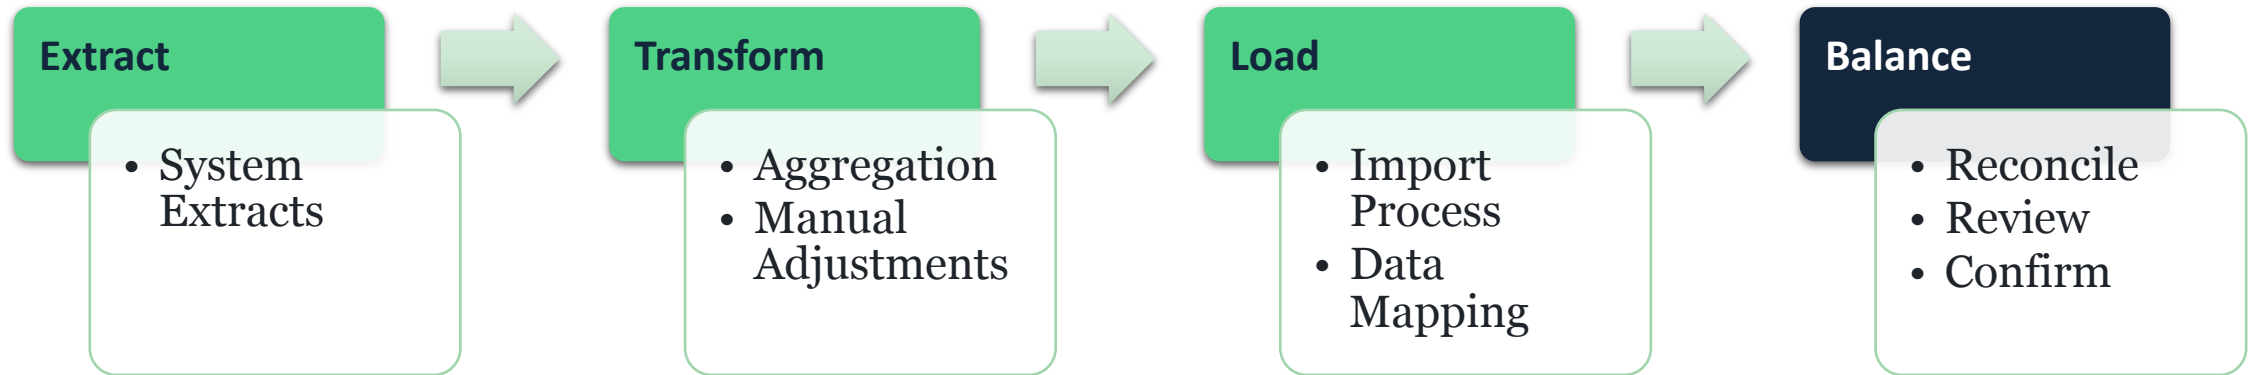 Extract
• System
Extracts
Transform
• Aggregation
• Manual
Adjustments
Load
• Import
Process
• Data
Mapping
Balance
• Reconcile
• Review
• Confirm